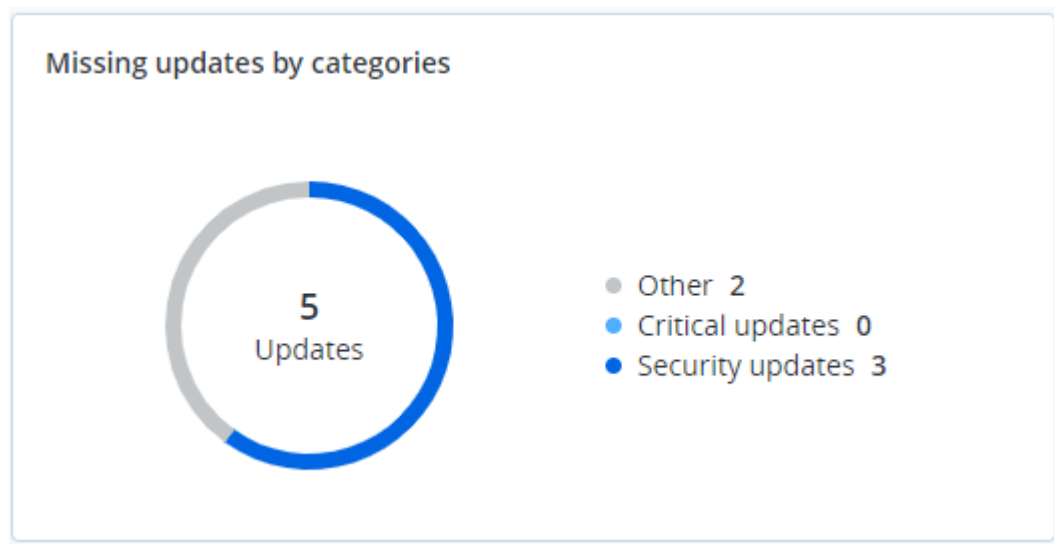 Missing updates by categories
5
Updates
Other 2
Critical updates 0
Security updates 3